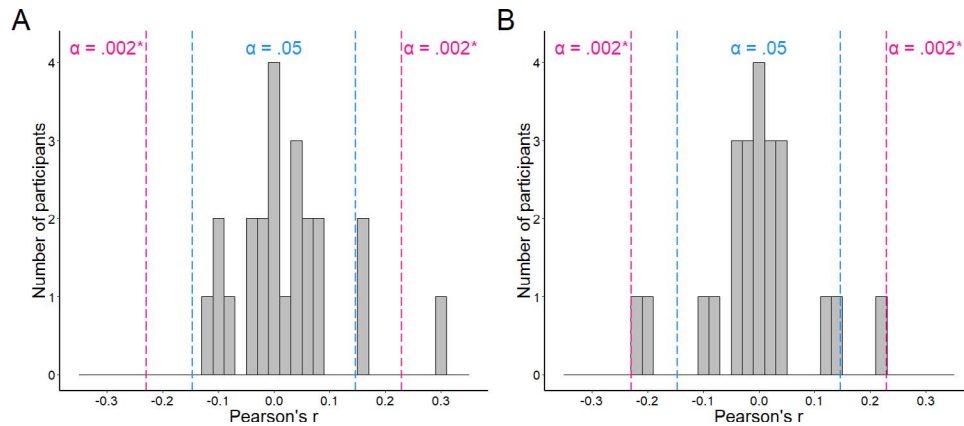 A
α = .002*
α = .05
α = .002*
Number of participants
4
3
2
1
0
-0.3 -0.2 -0.1 0.0 0.1 0.2 0.3
Pearson's r
B
α = .002*
α = .05
α = .002*
Number of participants
4
3
2
1
0
-0.3 -0.2 -0.1 0.0 0.1 0.2 0.3
Pearson's r